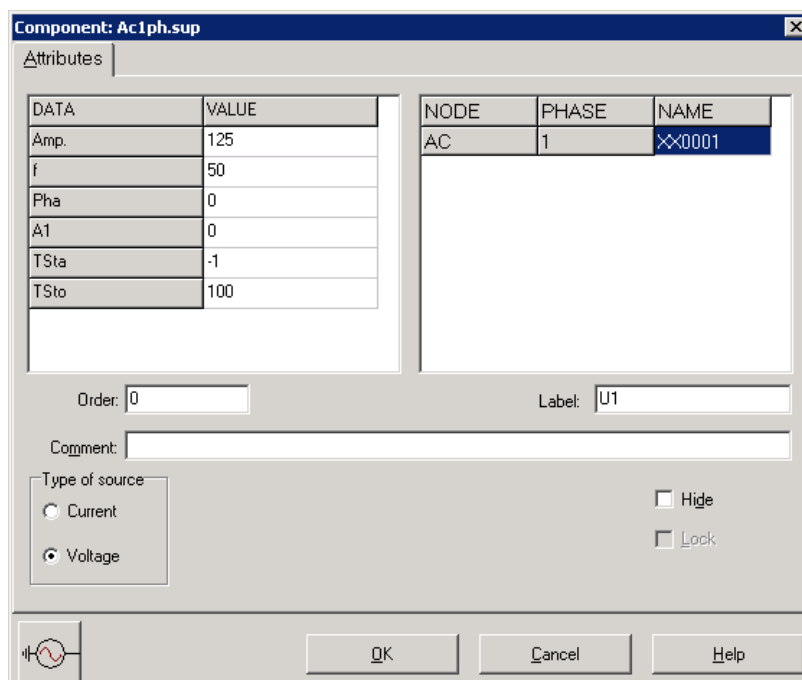 Component: Ac1ph.sup
Attributes
DATA VALUE
Amp. 125
f 50
Pha 0
A1 0
TSta -1
TSto 100
NODE PHASE NAME
AC 1 XX0001
Order: 0
Label: U1
Comment:
Type of source
Current
Voltage
Hide
Lock
OK Cancel Help